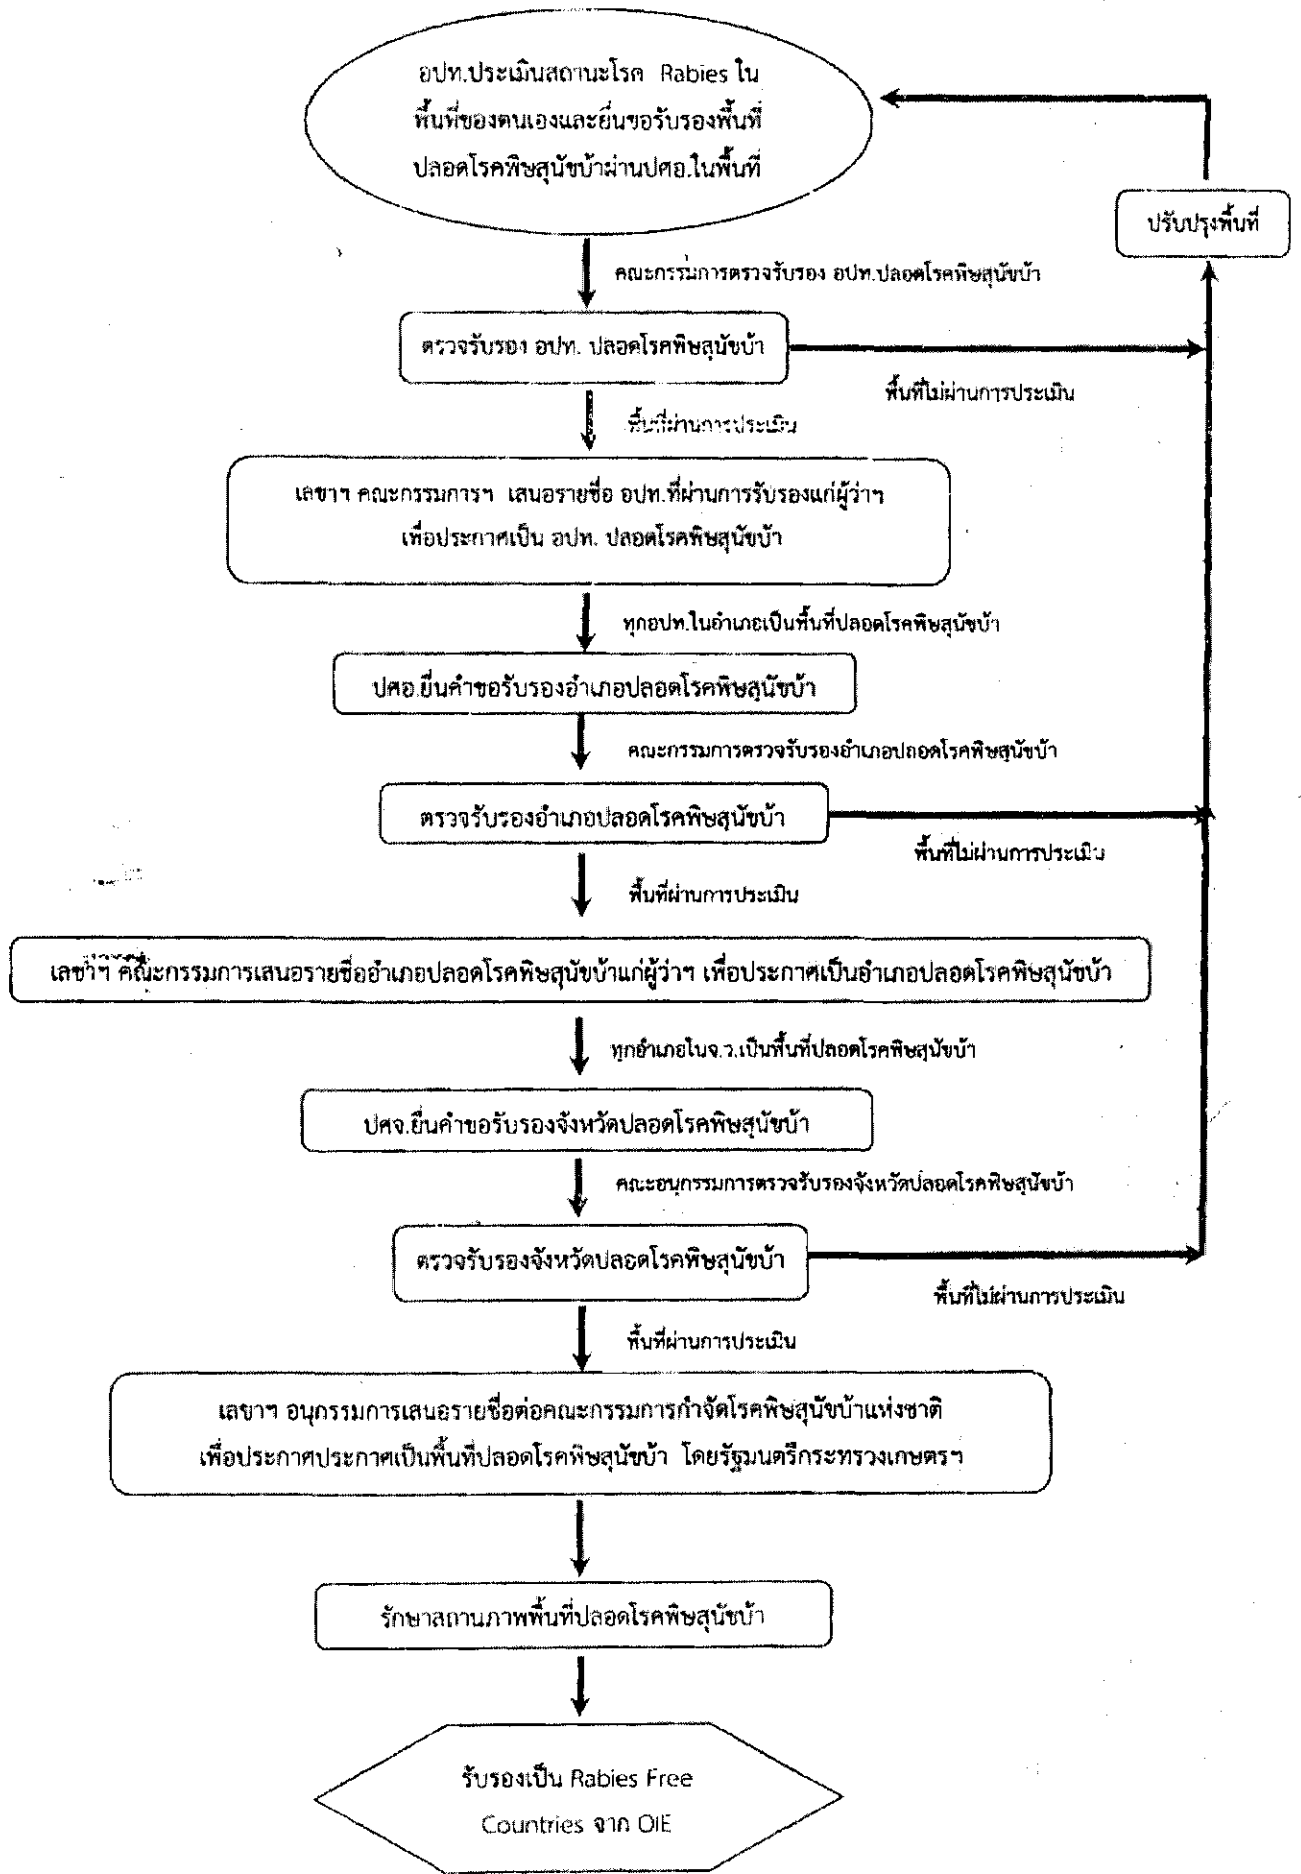 อปท.ประเมินสถานะโรค Rabies ใน
พื้นที่ของตนเองและยื่นขอรับรองพื้นที่
ปลอดโรคพิษสุนัขบ้าผ่านปศอ.ในพื้นที่
ปรับปรุงพื้นที่
คณะกรรมการตรวจรับรอง อปท.ปลอดโรคพิษสุนัขบ้า
ตรวจรับรอง อปท. ปลอดโรคพิษสุนัขบ้า
พื้นที่ไม่ผ่านการประเมิน
พื้นที่ผ่านการประเมิน
เลขาฯ คณะกรรมการฯ เสนอรายชื่อ อปท.ที่ผ่านการรับรองแก่ผู้ว่าฯ
เพื่อประกาศเป็น อปท. ปลอดโรคพิษสุนัขบ้า
ทุกอปท.ในอำเภอเป็นพื้นที่ปลอดโรคพิษสุนัขบ้า
ปศอ.ยื่นคำขอรับรองอำเภอปลอดโรคพิษสุนัขบ้า
คณะกรรมการตรวจรับรองอำเภอปลอดโรคพิษสุนัขบ้า
ตรวจรับรองอำเภอปลอดโรคพิษสุนัขบ้า
พื้นที่ไม่ผ่านการประเมิน
พื้นที่ผ่านการประเมิน
เลขาฯ คณะกรรมการเสนอรายชื่ออำเภอปลอดโรคพิษสุนัขบ้าแก่ผู้ว่าฯ เพื่อประกาศเป็นอำเภอปลอดโรคพิษสุนัขบ้า
ทุกอำเภอในจ.ว.เป็นพื้นที่ปลอดโรคพิษสุนัขบ้า
ปศจ.ยื่นคำขอรับรองจังหวัดปลอดโรคพิษสุนัขบ้า
คณะอนุกรรมการตรวจรับรองจังหวัดปลอดโรคพิษสุนัขบ้า
ตรวจรับรองจังหวัดปลอดโรคพิษสุนัขบ้า
พื้นที่ไม่ผ่านการประเมิน
พื้นที่ผ่านการประเมิน
เลขาฯ อนุกรรมการเสนอรายชื่อต่อคณะกรรมการกำจัดโรคพิษสุนัขบ้าแห่งชาติ
เพื่อประกาศประกาศเป็นพื้นที่ปลอดโรคพิษสุนัขบ้า โดยรัฐมนตรีกระทรวงเกษตรฯ
รักษาสถานภาพพื้นที่ปลอดโรคพิษสุนัขบ้า
รับรองเป็น Rabies Free
Countries จาก OIE